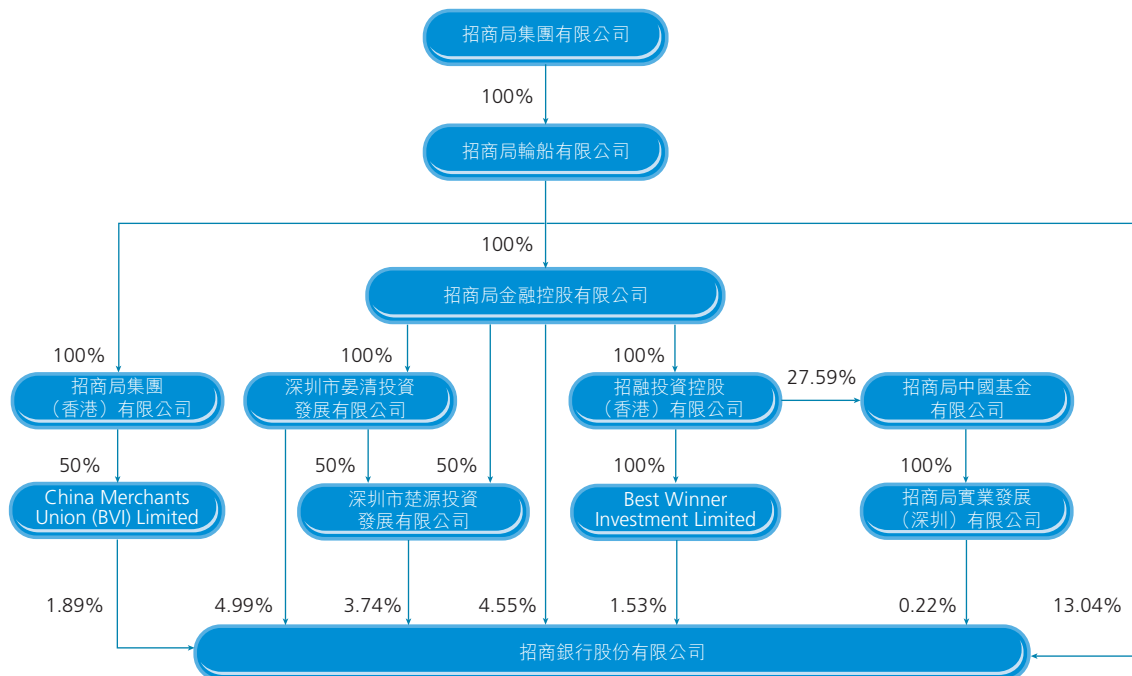 招商局集團有限公司
100%
招商局輪船有限公司
100%
招商局金融控股有限公司
100%
100%
100%
27.59%
招商局集團
（香港）有限公司
深圳市晏清投資
發展有限公司
招融投資控股
（香港）有限公司
招商局中國基金
有限公司
50%
50%
50%
100%
100%
China Merchants
Union (BVI) Limited
深圳市楚源投資
發展有限公司
Best Winner
Investment Limited
招商局實業發展
（深圳）有限公司
1.89%
4.99%
3.74%
4.55%
1.53%
0.22%
13.04%
招商銀行股份有限公司